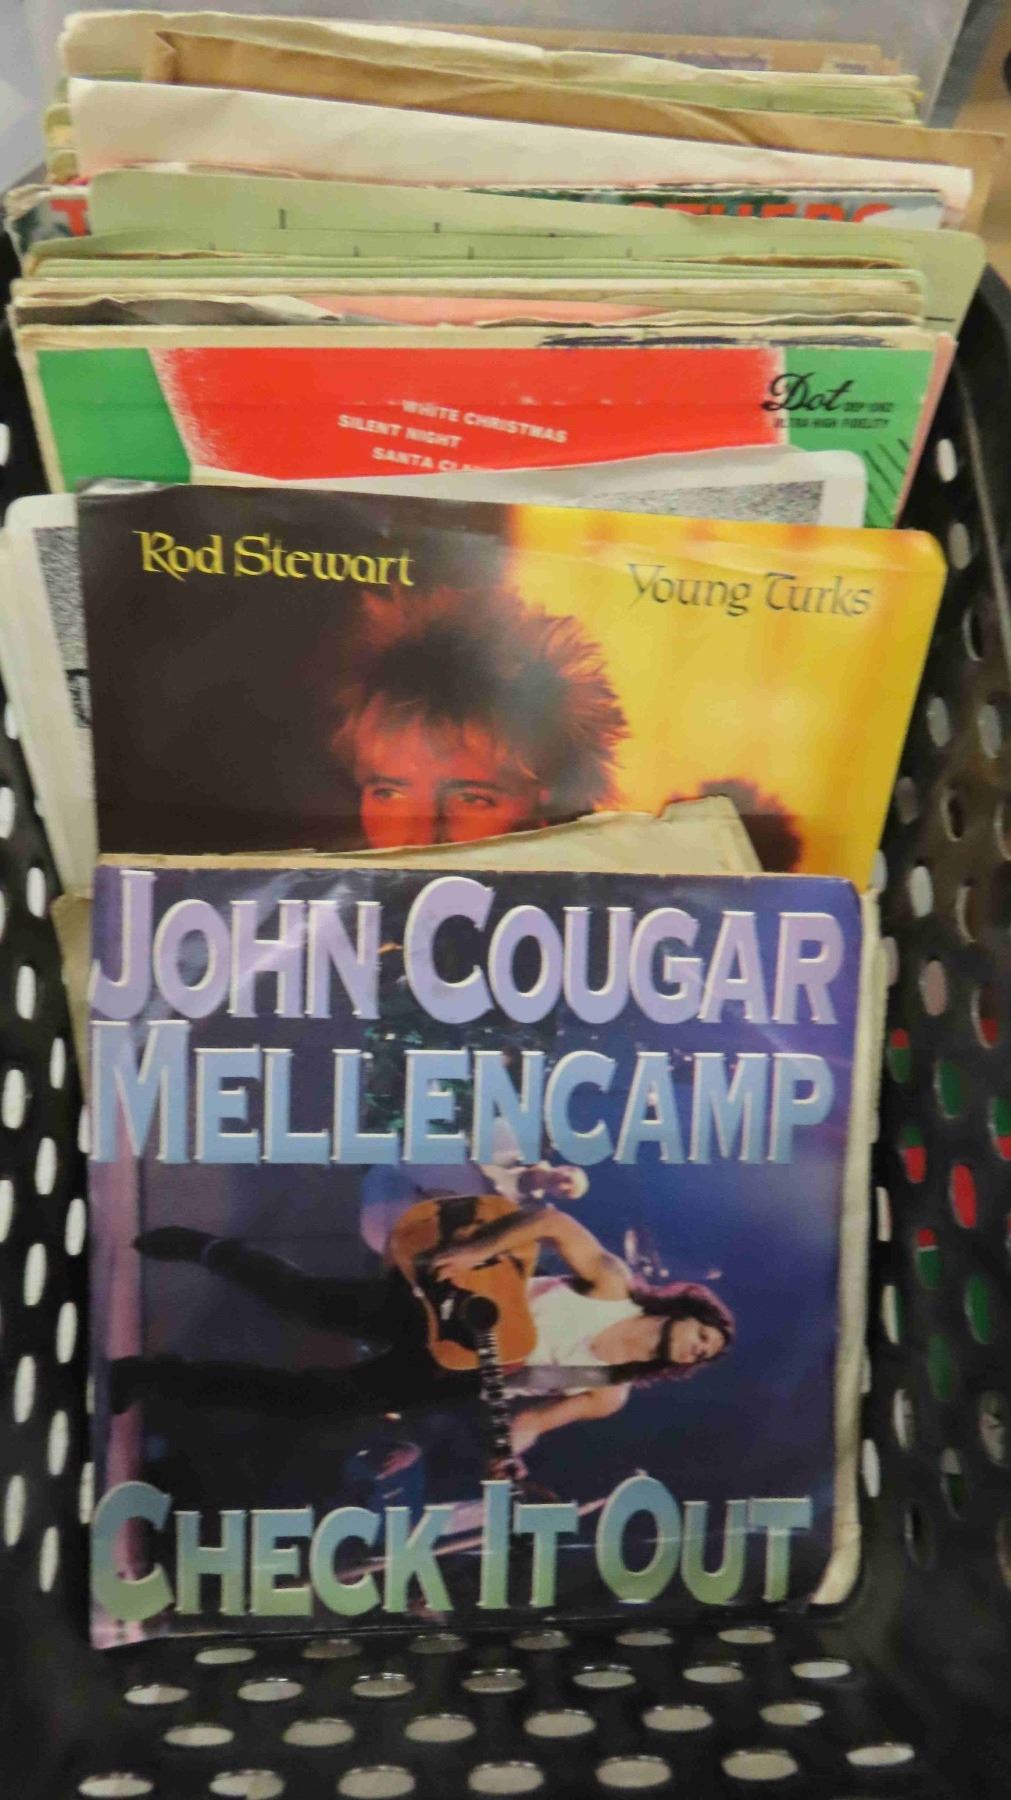 WHITE CHRISTMAS
SILENT NIGHT
Dot
ULTRA HIGH FIDELITY
Rod Stewart
Young Turks
JOHN COUGAR
MELLENCAMP
CHECK IT OUT